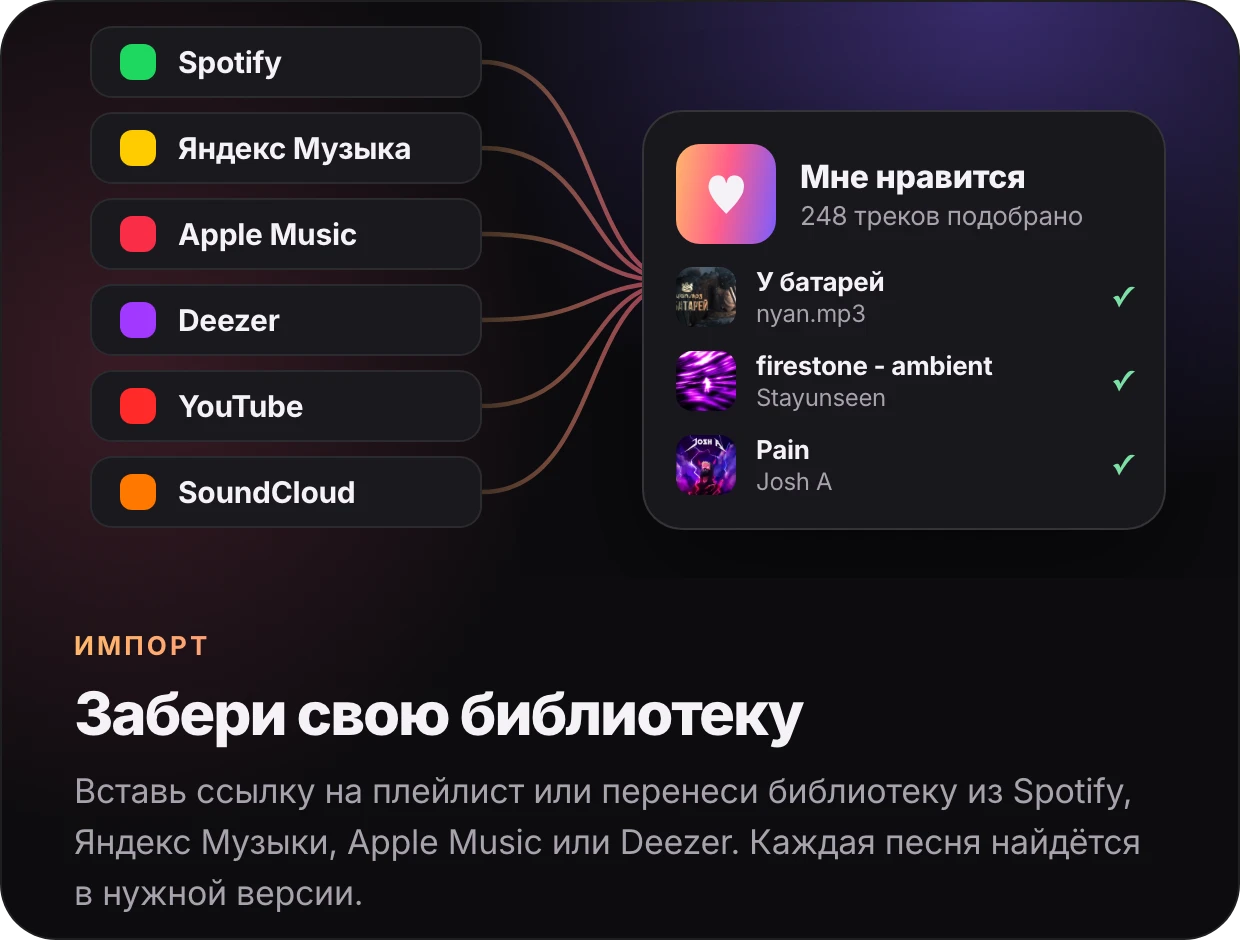 Spotify
Яндекс Музыка
Apple Music
Deezer
YouTube
SoundCloud
Мне нравится
248 треков подобрано
У батарей
nyan.mp3
firestone - ambient
Stayunseen
JOSH A
Pain
Josh A
ИМПОРТ
Забери свою библиотеку
Вставь ссылку на плейлист или перенеси библиотеку из Spotify,
Яндекс Музыки, Apple Music или Deezer. Каждая песня найдётся
в нужной версии.